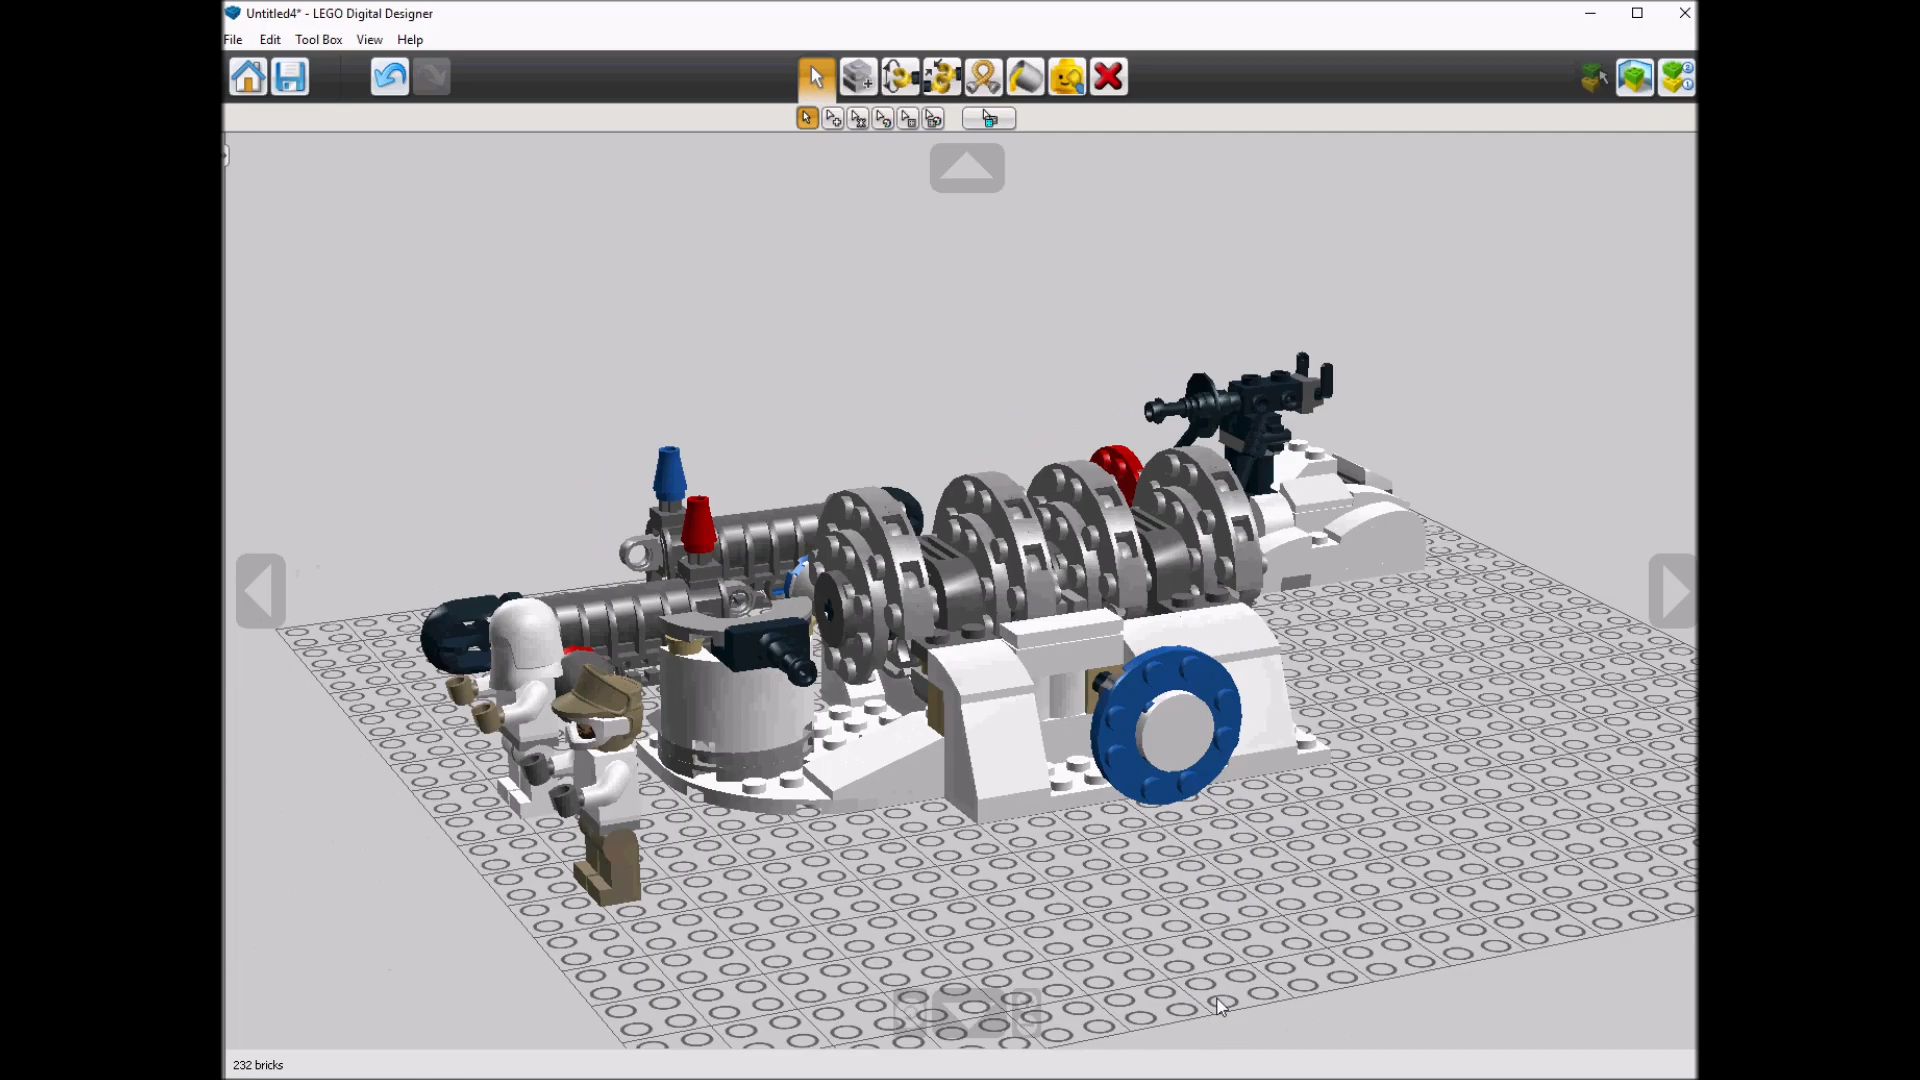 Untitled4* - LEGO Digital Designer
File Edit Tool Box View Help
232 bricks